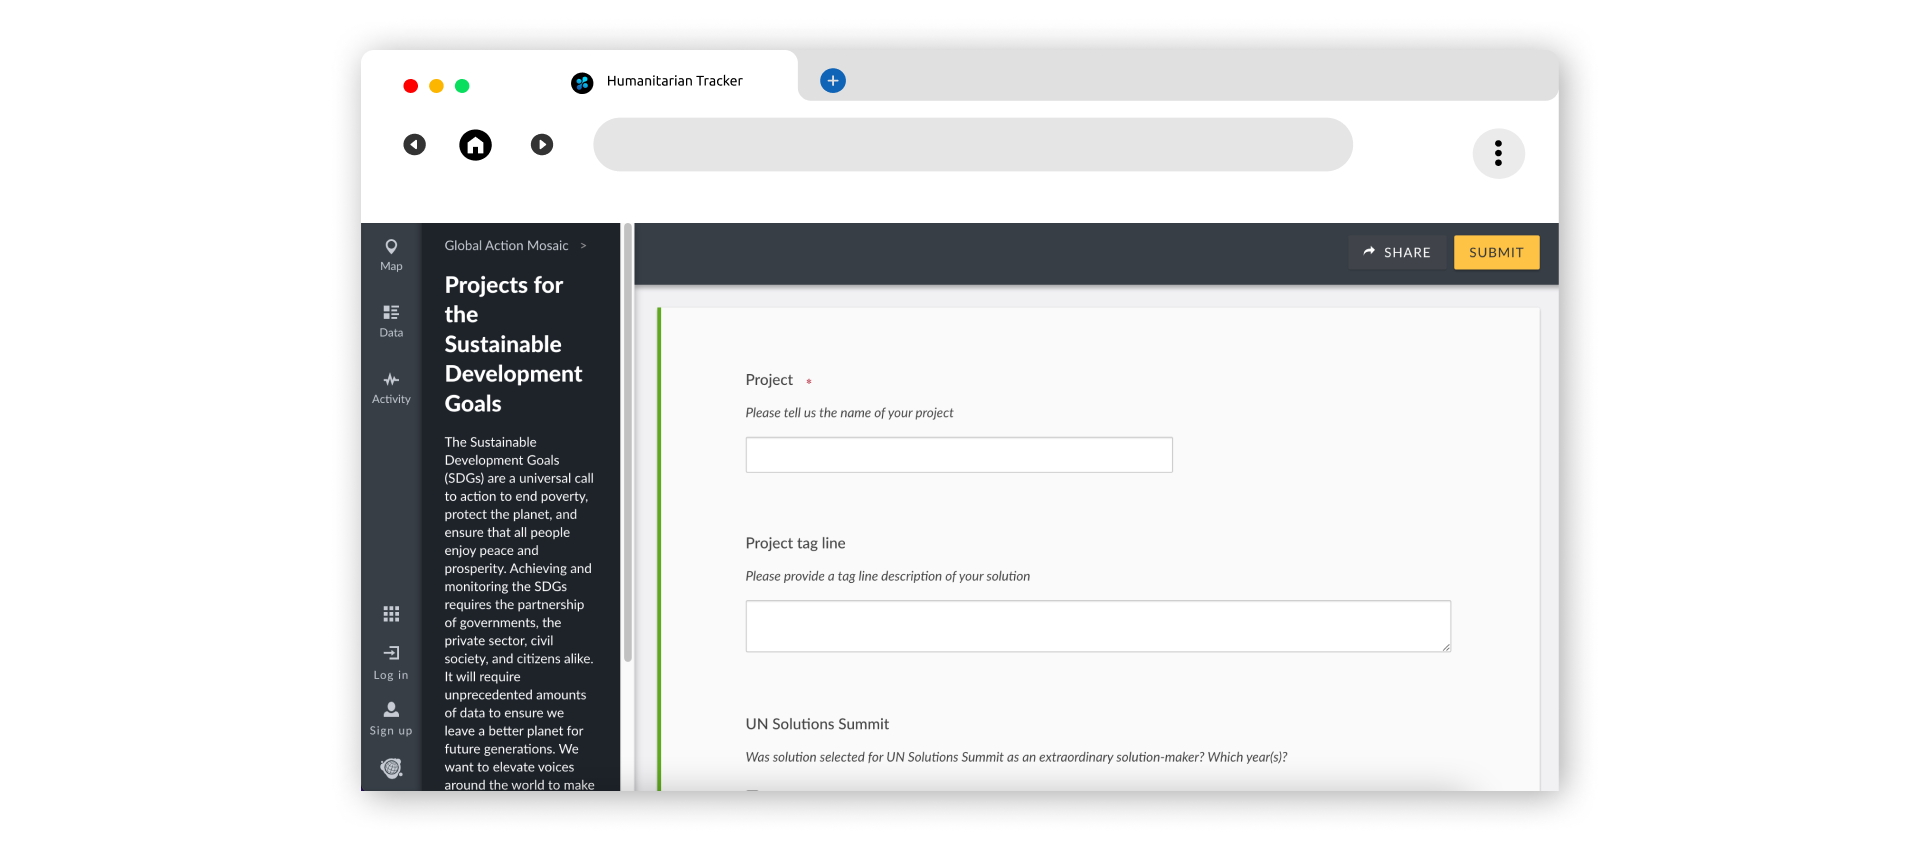 Humanitarian Tracker
Map
Data
Activity
Log in
Sign up
Global Action Mosaic >
Projects for
the
Sustainable
Development
Goals
The Sustainable
Development Goals
(SDGs) are a universal call
to action to end poverty,
protect the planet, and
ensure that all people
enjoy peace and
prosperity. Achieving and
monitoring the SDGs
requires the partnership
of governments, the
private sector, civil
society, and citizens alike.
It will require
unprecedented amounts
of data to ensure we
leave a better planet for
future generations. We
want to elevate voices
around the world to make
SHARE
SUBMIT
Project *
Please tell us the name of your project
Project tag line
Please provide a tag line description of your solution
UN Solutions Summit
Was solution selected for UN Solutions Summit as an extraordinary solution-maker? Which year(s)?